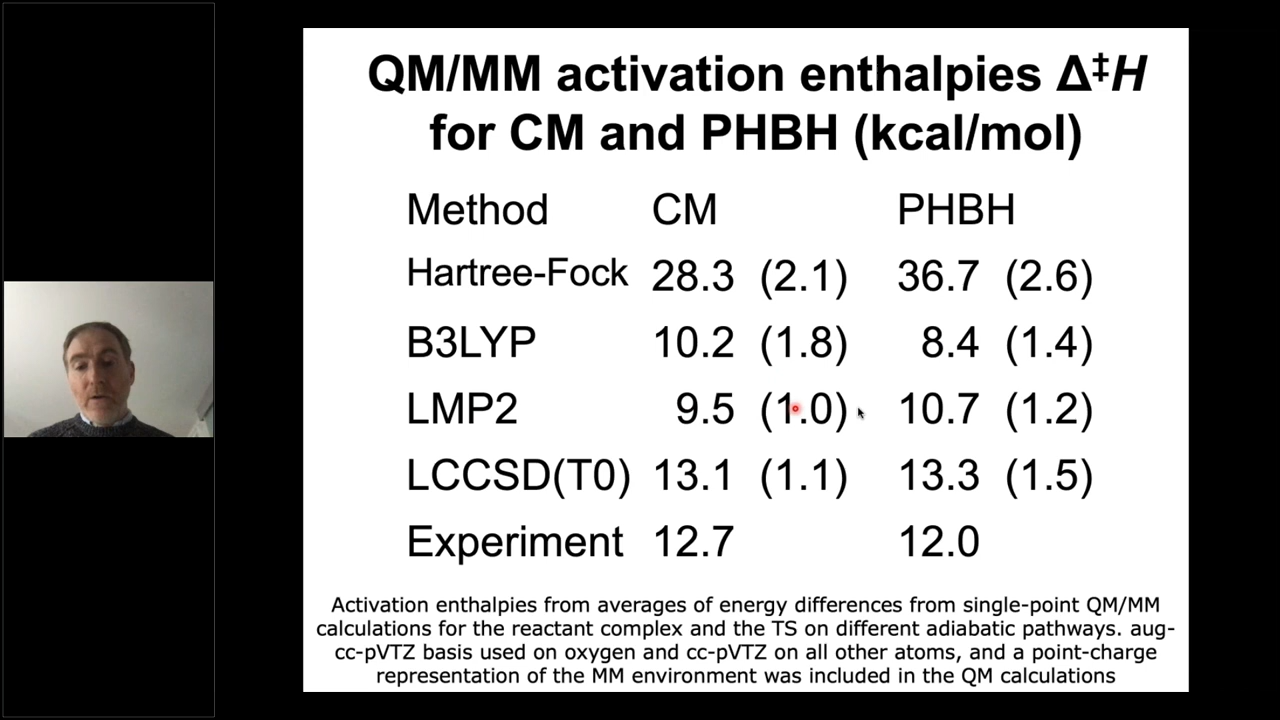 QM/MM activation enthalpies Δ‡H
for CM and PHBH (kcal/mol)
Method CM PHBH
Hartree-Fock 28.3 (2.1) 36.7 (2.6)
B3LYP 10.2 (1.8) 8.4 (1.4)
LMP2 9.5 (1.0) 10.7 (1.2)
LCCSD(T0) 13.1 (1.1) 13.3 (1.5)
Experiment 12.7 12.0
Activation enthalpies from averages of energy differences from single-point QM/MM
calculations for the reactant complex and the TS on different adiabatic pathways. aug-
cc-pVTZ basis used on oxygen and cc-pVTZ on all other atoms, and a point-charge
representation of the MM environment was included in the QM calculations